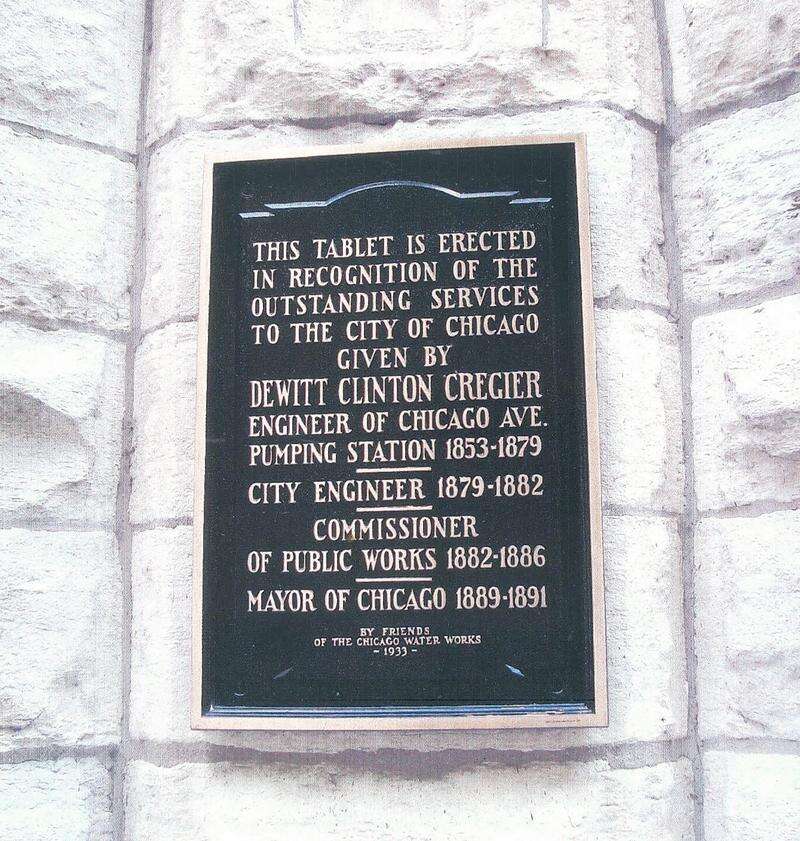 THIS TABLET IS ERECTED
IN RECOGNITION OF THE
OUTSTANDING SERVICES
TO THE CITY OF CHICAGO
GIVEN BY
DEWITT CLINTON CREGIER
ENGINEER OF CHICAGO AVE.
PUMPING STATION 1853-1879
CITY ENGINEER 1879-1882
COMMISSIONER
OF PUBLIC WORKS 1882-1886
MAYOR OF CHICAGO 1889-1891
BY FRIENDS
OF THE CHICAGO WATER WORKS
- 1933 -